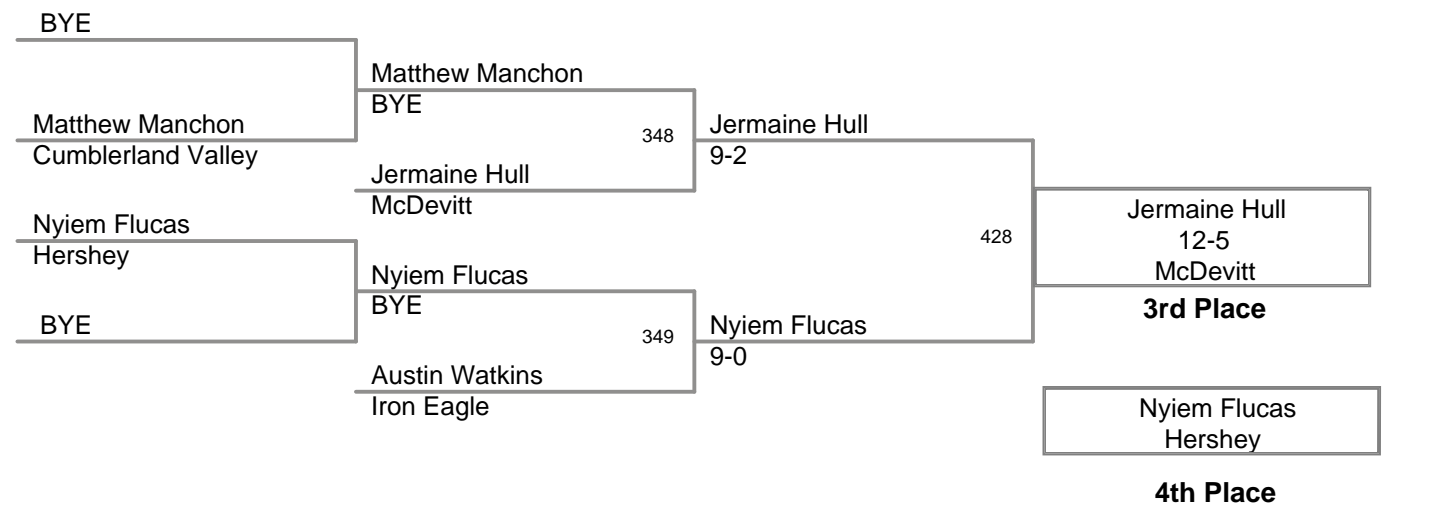 BYE
Matthew Manchon
Cumblerland Valley
Nyiem Flucas
Hershey
BYE
Matthew Manchon
BYE
348
Jermaine Hull
McDevitt
Nyiem Flucas
BYE
349
Austin Watkins
Iron Eagle
Jermaine Hull
9-2
428
Nyiem Flucas
9-0
Jermaine Hull
12-5
McDevitt
3rd Place
Nyiem Flucas
Hershey
4th Place